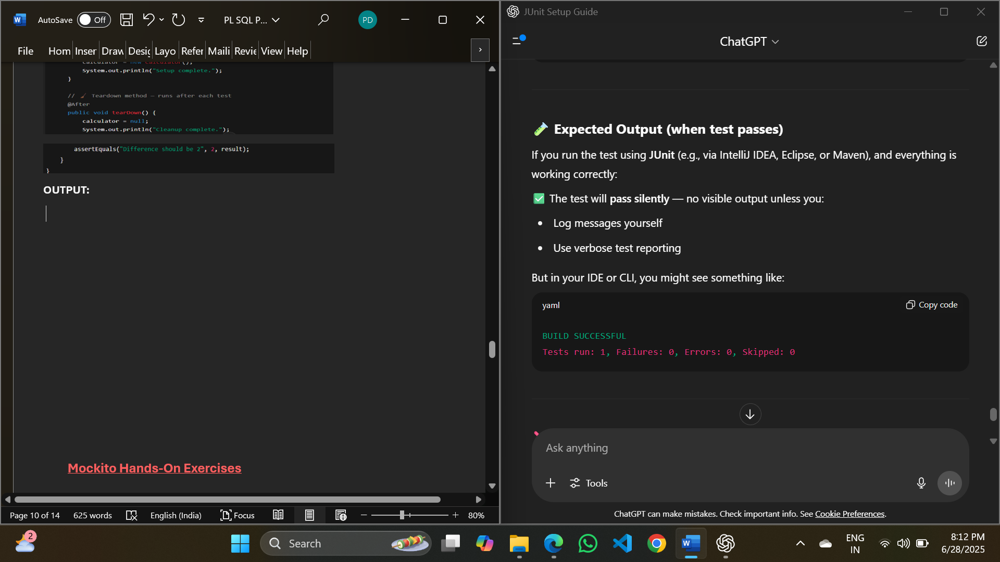 AutoSave Off PL SQL P... PD
File Hom Inser Draw Desig Layo Refer Maili Revie View Help
calculator = new Calculator();
System.out.println("Setup complete.");
}
// Teardown method — runs after each test
@After
public void tearDown() {
calculator = null;
System.out.println("Cleanup complete.");
assertEquals("Difference should be 2", 2, result);
}
}
OUTPUT:
Mockito Hands-On Exercises
Page 10 of 14 625 words English (India) Focus 80%
JUnit Setup Guide
ChatGPT
Expected Output (when test passes)
If you run the test using JUnit (e.g., via IntelliJ IDEA, Eclipse, or Maven), and everything is
working correctly:
✅ The test will pass silently — no visible output unless you:
• Log messages yourself
• Use verbose test reporting
But in your IDE or CLI, you might see something like:
yaml Copy code
BUILD SUCCESSFUL
Tests run: 1, Failures: 0, Errors: 0, Skipped: 0
Ask anything
Tools
ChatGPT can make mistakes. Check important info. See Cookie Preferences.
2 Search ENG 8:12 PM
IN 6/28/2025